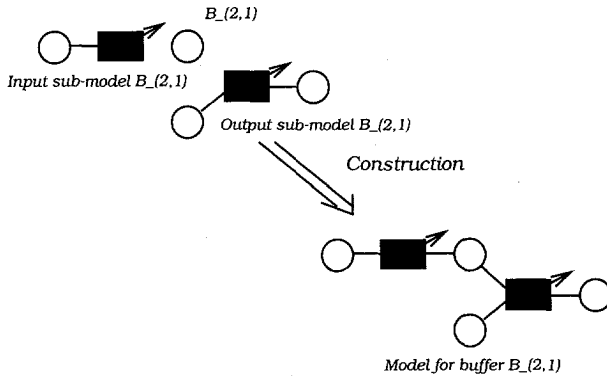 B_(2,1)
Input sub-model B_(2,1)
Output sub-model B_(2,1)
Construction
Model for buffer B_(2,1)